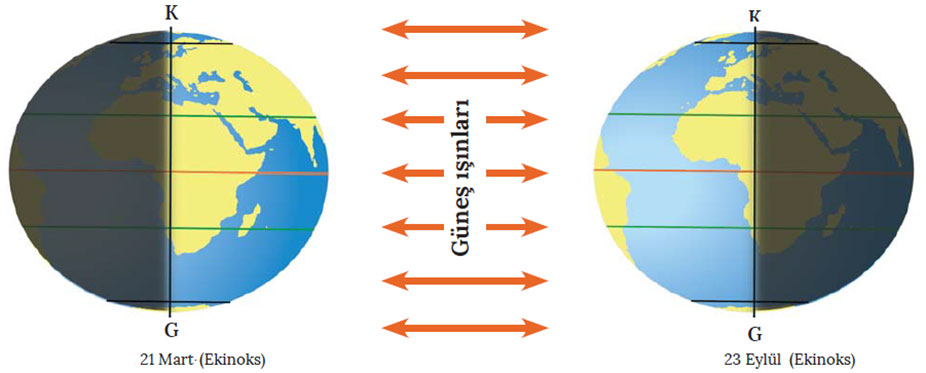 K
K
Güneş ışınları
G
G
21 Mart· (Ekinoks)
23 Eylül (Ekinoks)